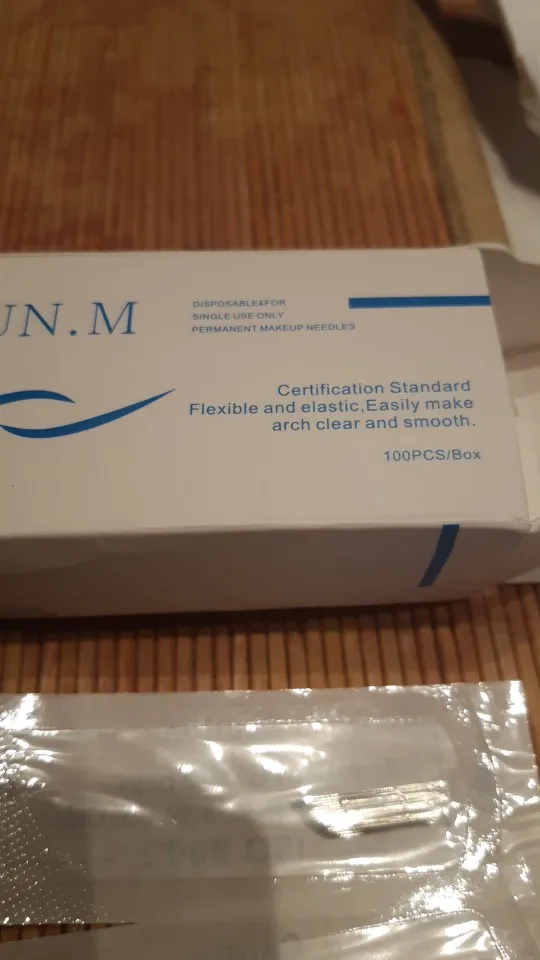 UN.M
DISPOSABLE&FOR
SINGLE USE ONLY
PERMANENT MAKEUP NEEDLES
Certification Standard
Flexible and elastic,Easily make
arch clear and smooth.
100PCS/Box